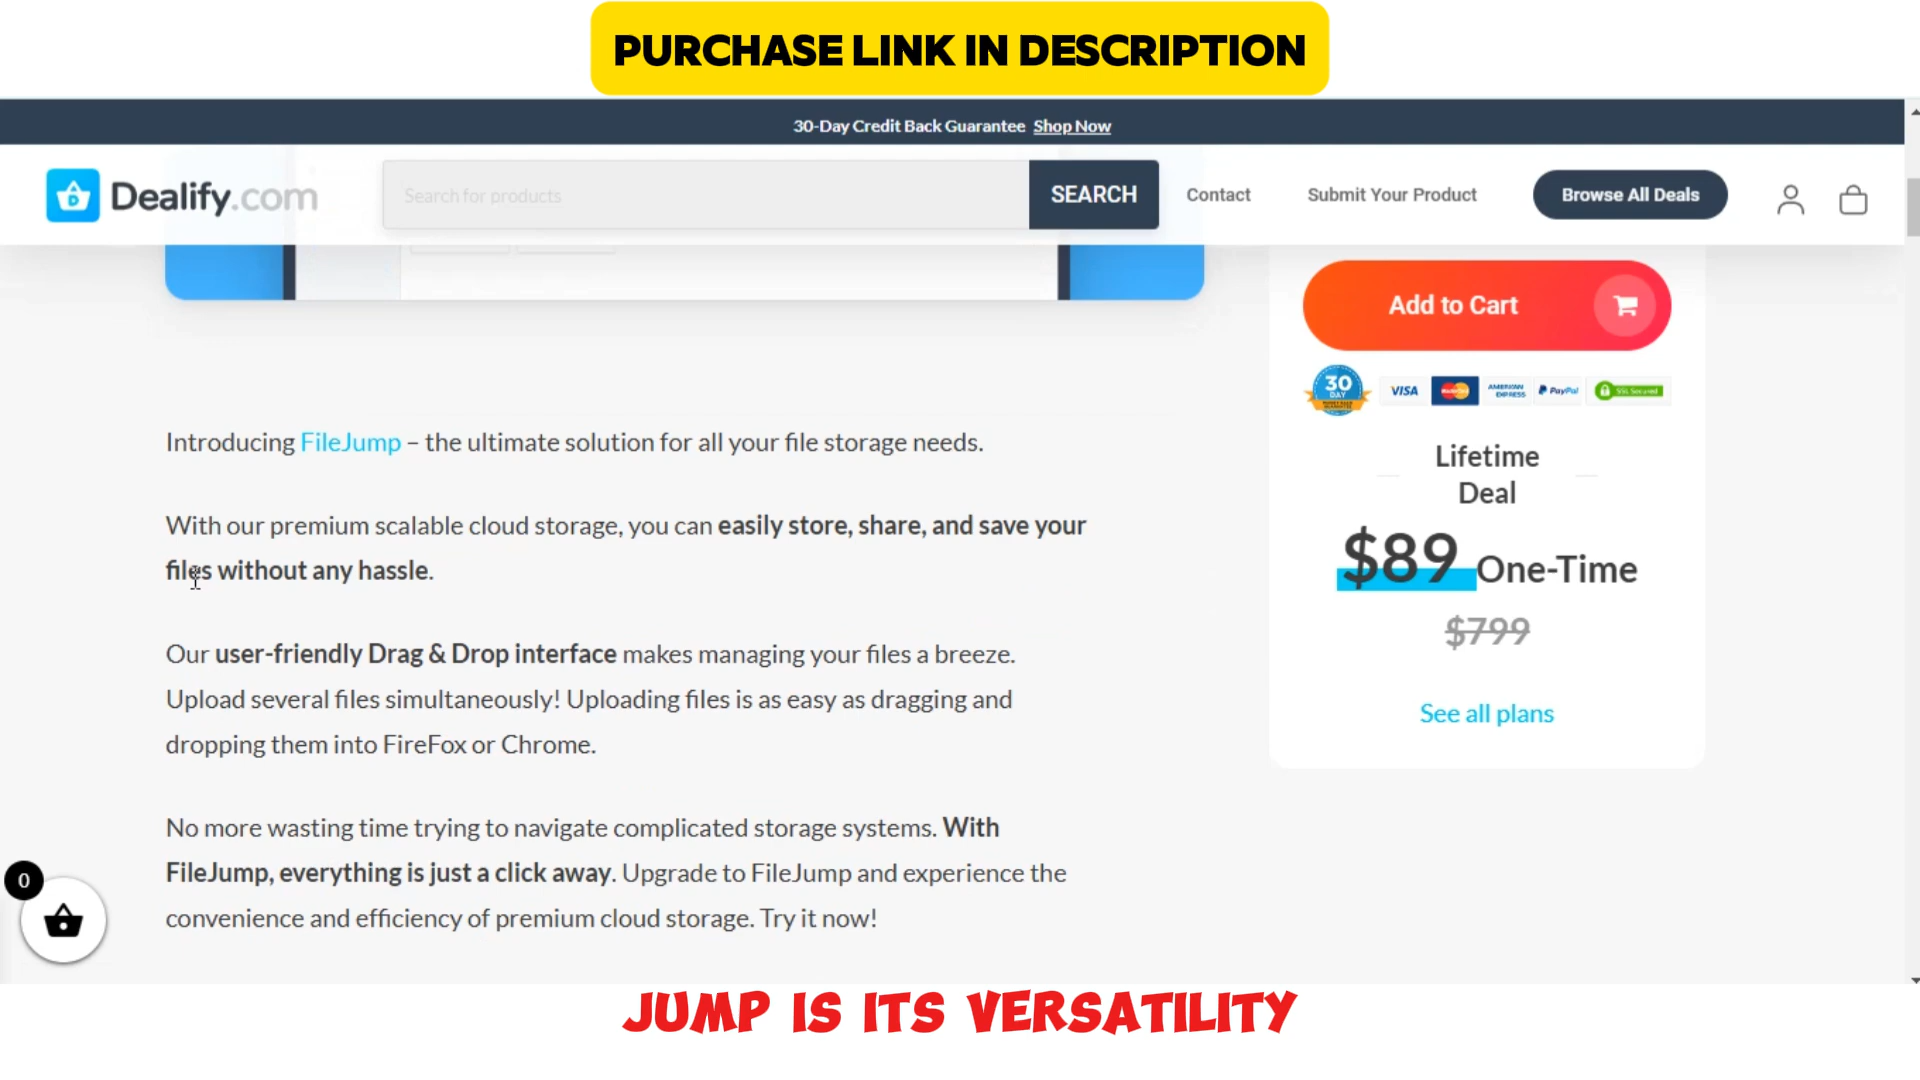 PURCHASE LINK IN DESCRIPTION
30-Day Credit Back Guarantee Shop Now
Dealify.com
Search for products
SEARCH
Contact
Submit Your Product
Browse All Deals
Add to Cart
30
DAY
VISA
AMERICAN
EXPRESS
PayPal
SSL Secured
Introducing FileJump – the ultimate solution for all your file storage needs.
With our premium scalable cloud storage, you can easily store, share, and save your
files without any hassle.
Our user-friendly Drag & Drop interface makes managing your files a breeze.
Upload several files simultaneously! Uploading files is as easy as dragging and
dropping them into FireFox or Chrome.
No more wasting time trying to navigate complicated storage systems. With
FileJump, everything is just a click away. Upgrade to FileJump and experience the
convenience and efficiency of premium cloud storage. Try it now!
Lifetime
Deal
$89 One-Time
$799
See all plans
0
JUMP IS ITS VERSATILITY